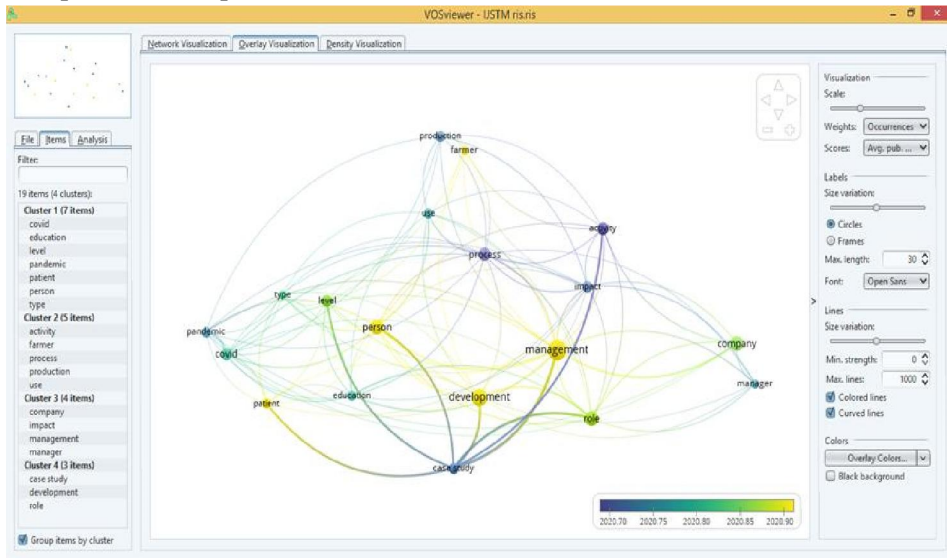 VOSviewer - IJSTM ris.ris
Network Visualization Overlay Visualization Density Visualization
File Items Analysis
Filter:
19 items (4 clusters):
Cluster 1 (7 items)
covid
education
level
pandemic
patient
person
type
Cluster 2 (5 items)
activity
farmer
process
production
use
Cluster 3 (4 items)
company
impact
management
manager
Cluster 4 (3 items)
case study
development
role
Group items by cluster
production
farmer
use
activity
process
impact
type
level
person
pandemic
covid
management
company
manager
patient
education
development
role
case study
2020.70 2020.75 2020.80 2020.85 2020.90
Visualization
Scale:
Weights: Occurrences
Scores: Avg. pub. ...
Labels
Size variation:
Circles
Frames
Max. length: 30
Font: Open Sans
Lines
Size variation:
Min. strength: 0
Max. lines: 1000
Colored lines
Curved lines
Colors
Overlay Colors...
Black background